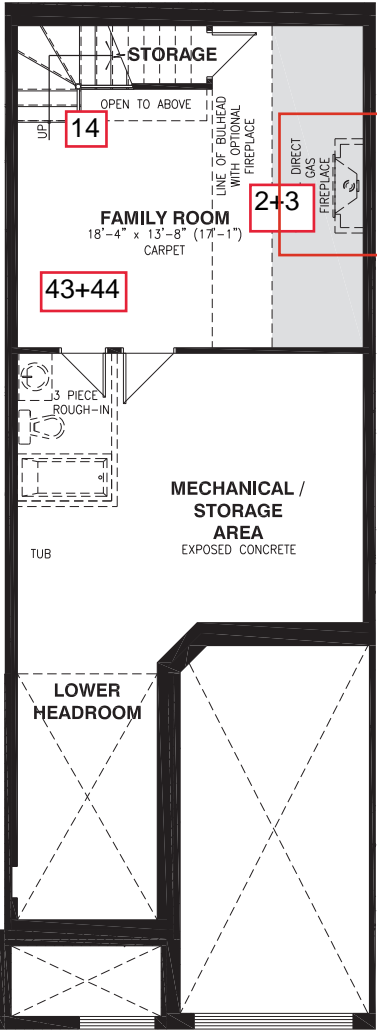 STORAGE
OPEN TO ABOVE
UP
14
LINE OF BULHEAD
WITH OPTIONAL
FIREPLACE
DIRECT
GAS
FIREPLACE
2+3
FAMILY ROOM
18'-4" x 13'-8" (17'-1")
CARPET
43+44
3 PIECE
ROUGH-IN
MECHANICAL /
STORAGE
AREA
EXPOSED CONCRETE
TUB
LOWER
HEADROOM